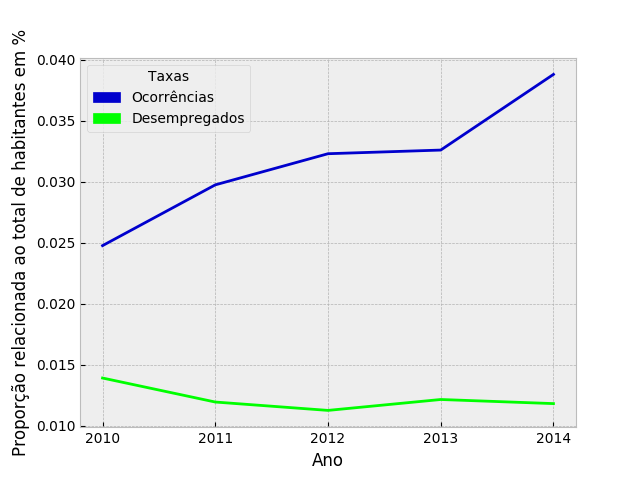 Proporção relacionada ao total de habitantes em %
0.040
0.035
0.030
0.025
0.020
0.015
0.010
Taxas
Ocorrências
Desempregados
2010 2011 2012 2013 2014
Ano